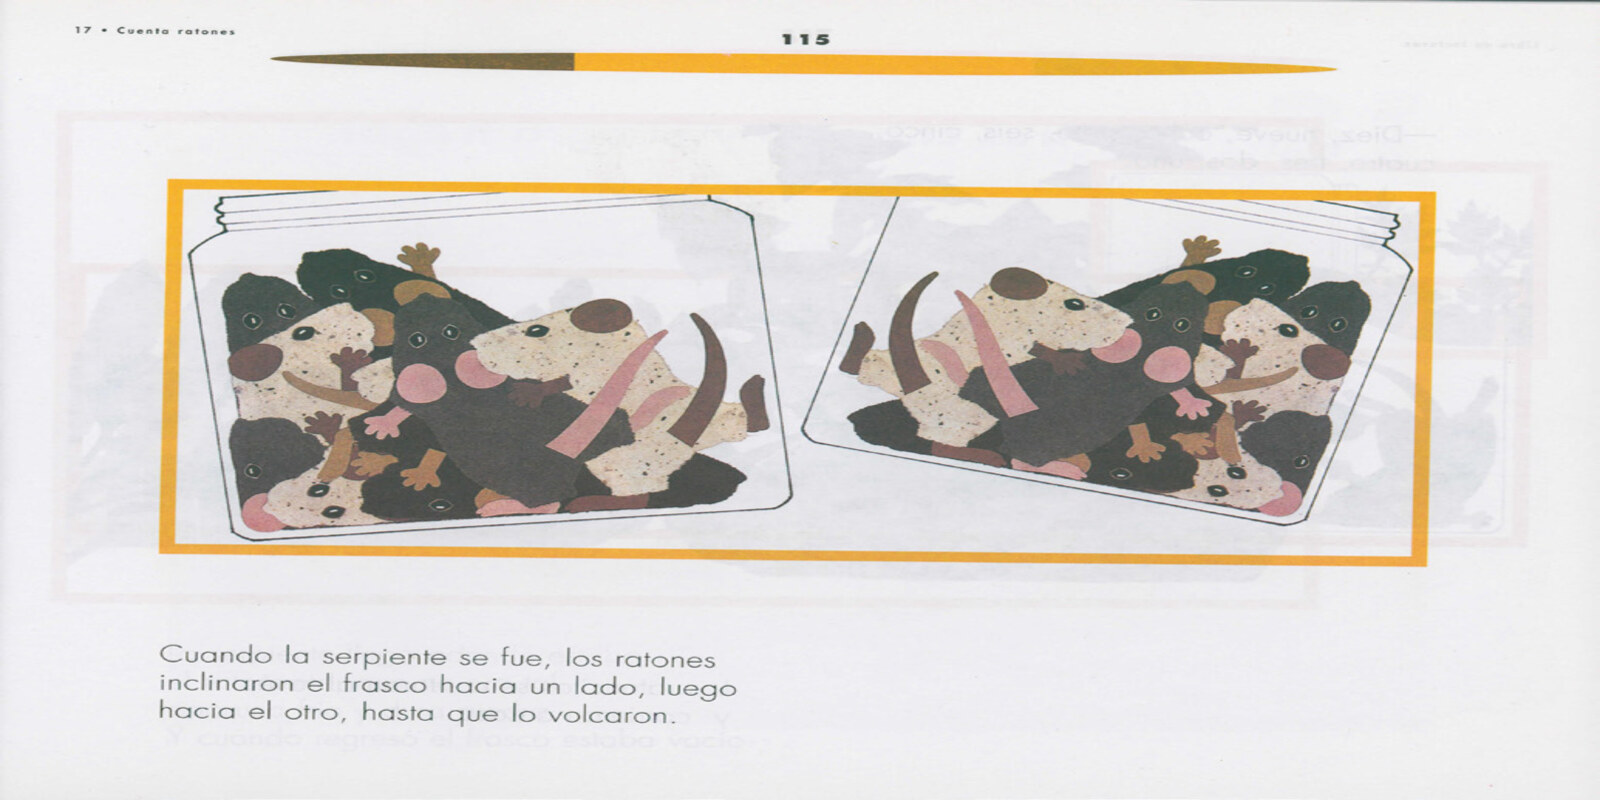 17 • Cuenta ratones
115
Cuando la serpiente se fue, los ratones
inclinaron el frasco hacia un lado, luego
hacia el otro, hasta que lo volcaron.